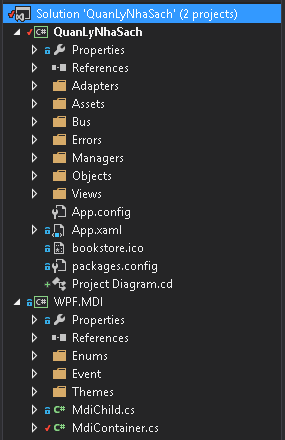 Solution 'QuanLyNhaSach' (2 projects)
C# QuanLyNhaSach
Properties
References
Adapters
Assets
Bus
Errors
Managers
Objects
Views
App.config
App.xaml
bookstore.ico
packages.config
Project Diagram.cd
C# WPF.MDI
Properties
References
Enums
Event
Themes
C# MdiChild.cs
C# MdiContainer.cs